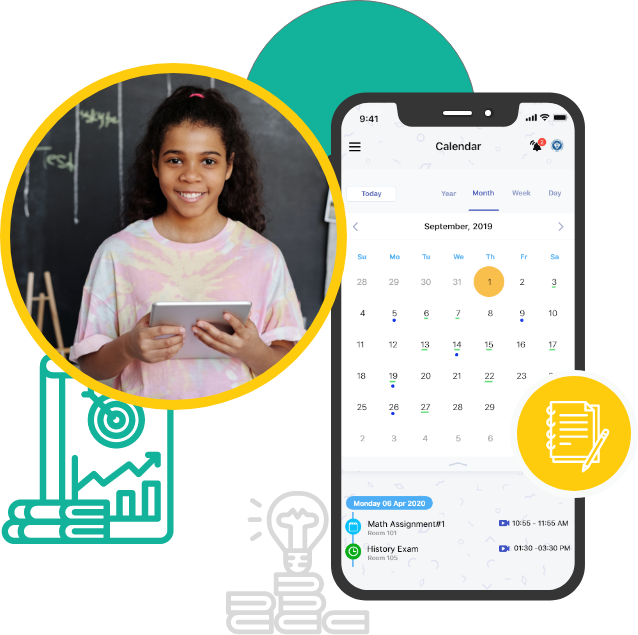 skype
Test
9:41
Calendar
Today Year Month Week Day
September, 2019
Su Mo Tu We Th Fr Sa
28 29 30 31 1 2 3
4 5 6 7 8 9 10
11 12 13 14 15 16 17
18 19 20 21 22 23
25 26 27 28 29
2 3 4 5 6
Monday 06 Apr 2020
Math Assignment#1 10:55 - 11:55 AM
Room 101
History Exam 01:30 -03:30 PM
Room 105